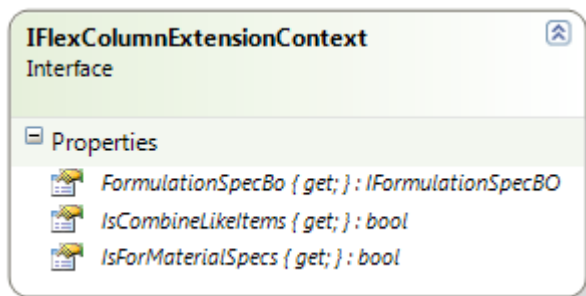 IFlexColumnExtensionContext
Interface
Properties
FormulationSpecBo { get; } : IFormulationSpecBO
IsCombineLikeItems { get; } : bool
IsForMaterialSpecs { get; } : bool